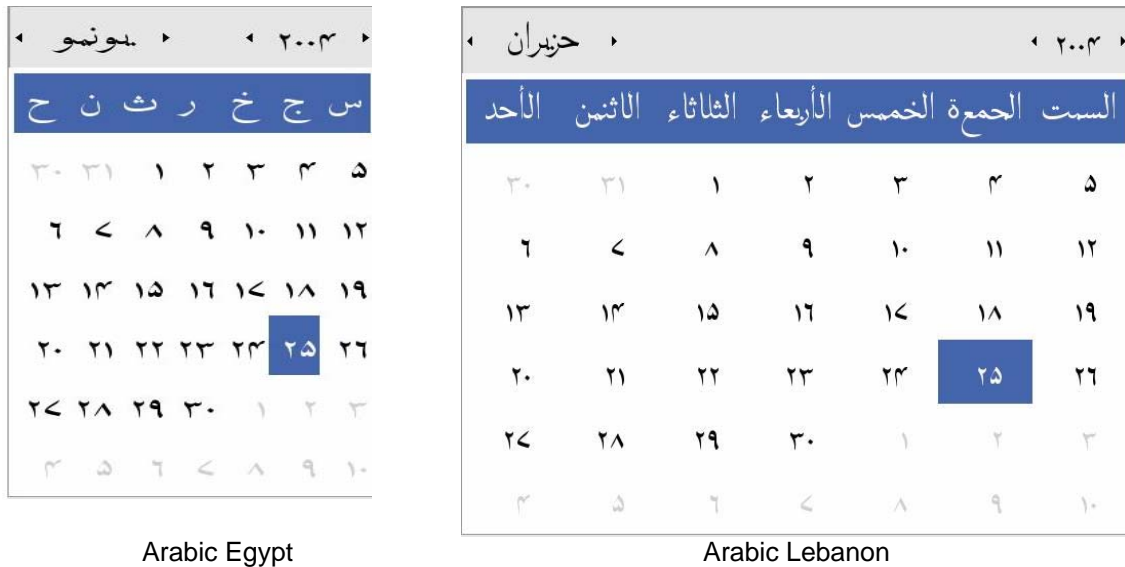 يونيو ٢٠٠٤
ح ن ث ر خ ج س
٣٠ ٣١ ١ ٢ ٣ ٤ ٥
٦ ٧ ٨ ٩ ١٠ ١١ ١٢
١٣ ١٤ ١٥ ١٦ ١٧ ١٨ ١٩
٢٠ ٢١ ٢٢ ٢٣ ٢٤ ٢٥ ٢٦
٢٧ ٢٨ ٢٩ ٣٠ ١ ٢ ٣
٤ ٥ ٦ ٧ ٨ ٩ ١٠
Arabic Egypt
حزيران ٢٠٠٤
الأحد الاثنين الثلاثاء الأربعاء الخميس الجمعة السبت
٣٠ ٣١ ١ ٢ ٣ ٤ ٥
٦ ٧ ٨ ٩ ١٠ ١١ ١٢
١٣ ١٤ ١٥ ١٦ ١٧ ١٨ ١٩
٢٠ ٢١ ٢٢ ٢٣ ٢٤ ٢٥ ٢٦
٢٧ ٢٨ ٢٩ ٣٠ ١ ٢ ٣
٤ ٥ ٦ ٧ ٨ ٩ ١٠
Arabic Lebanon